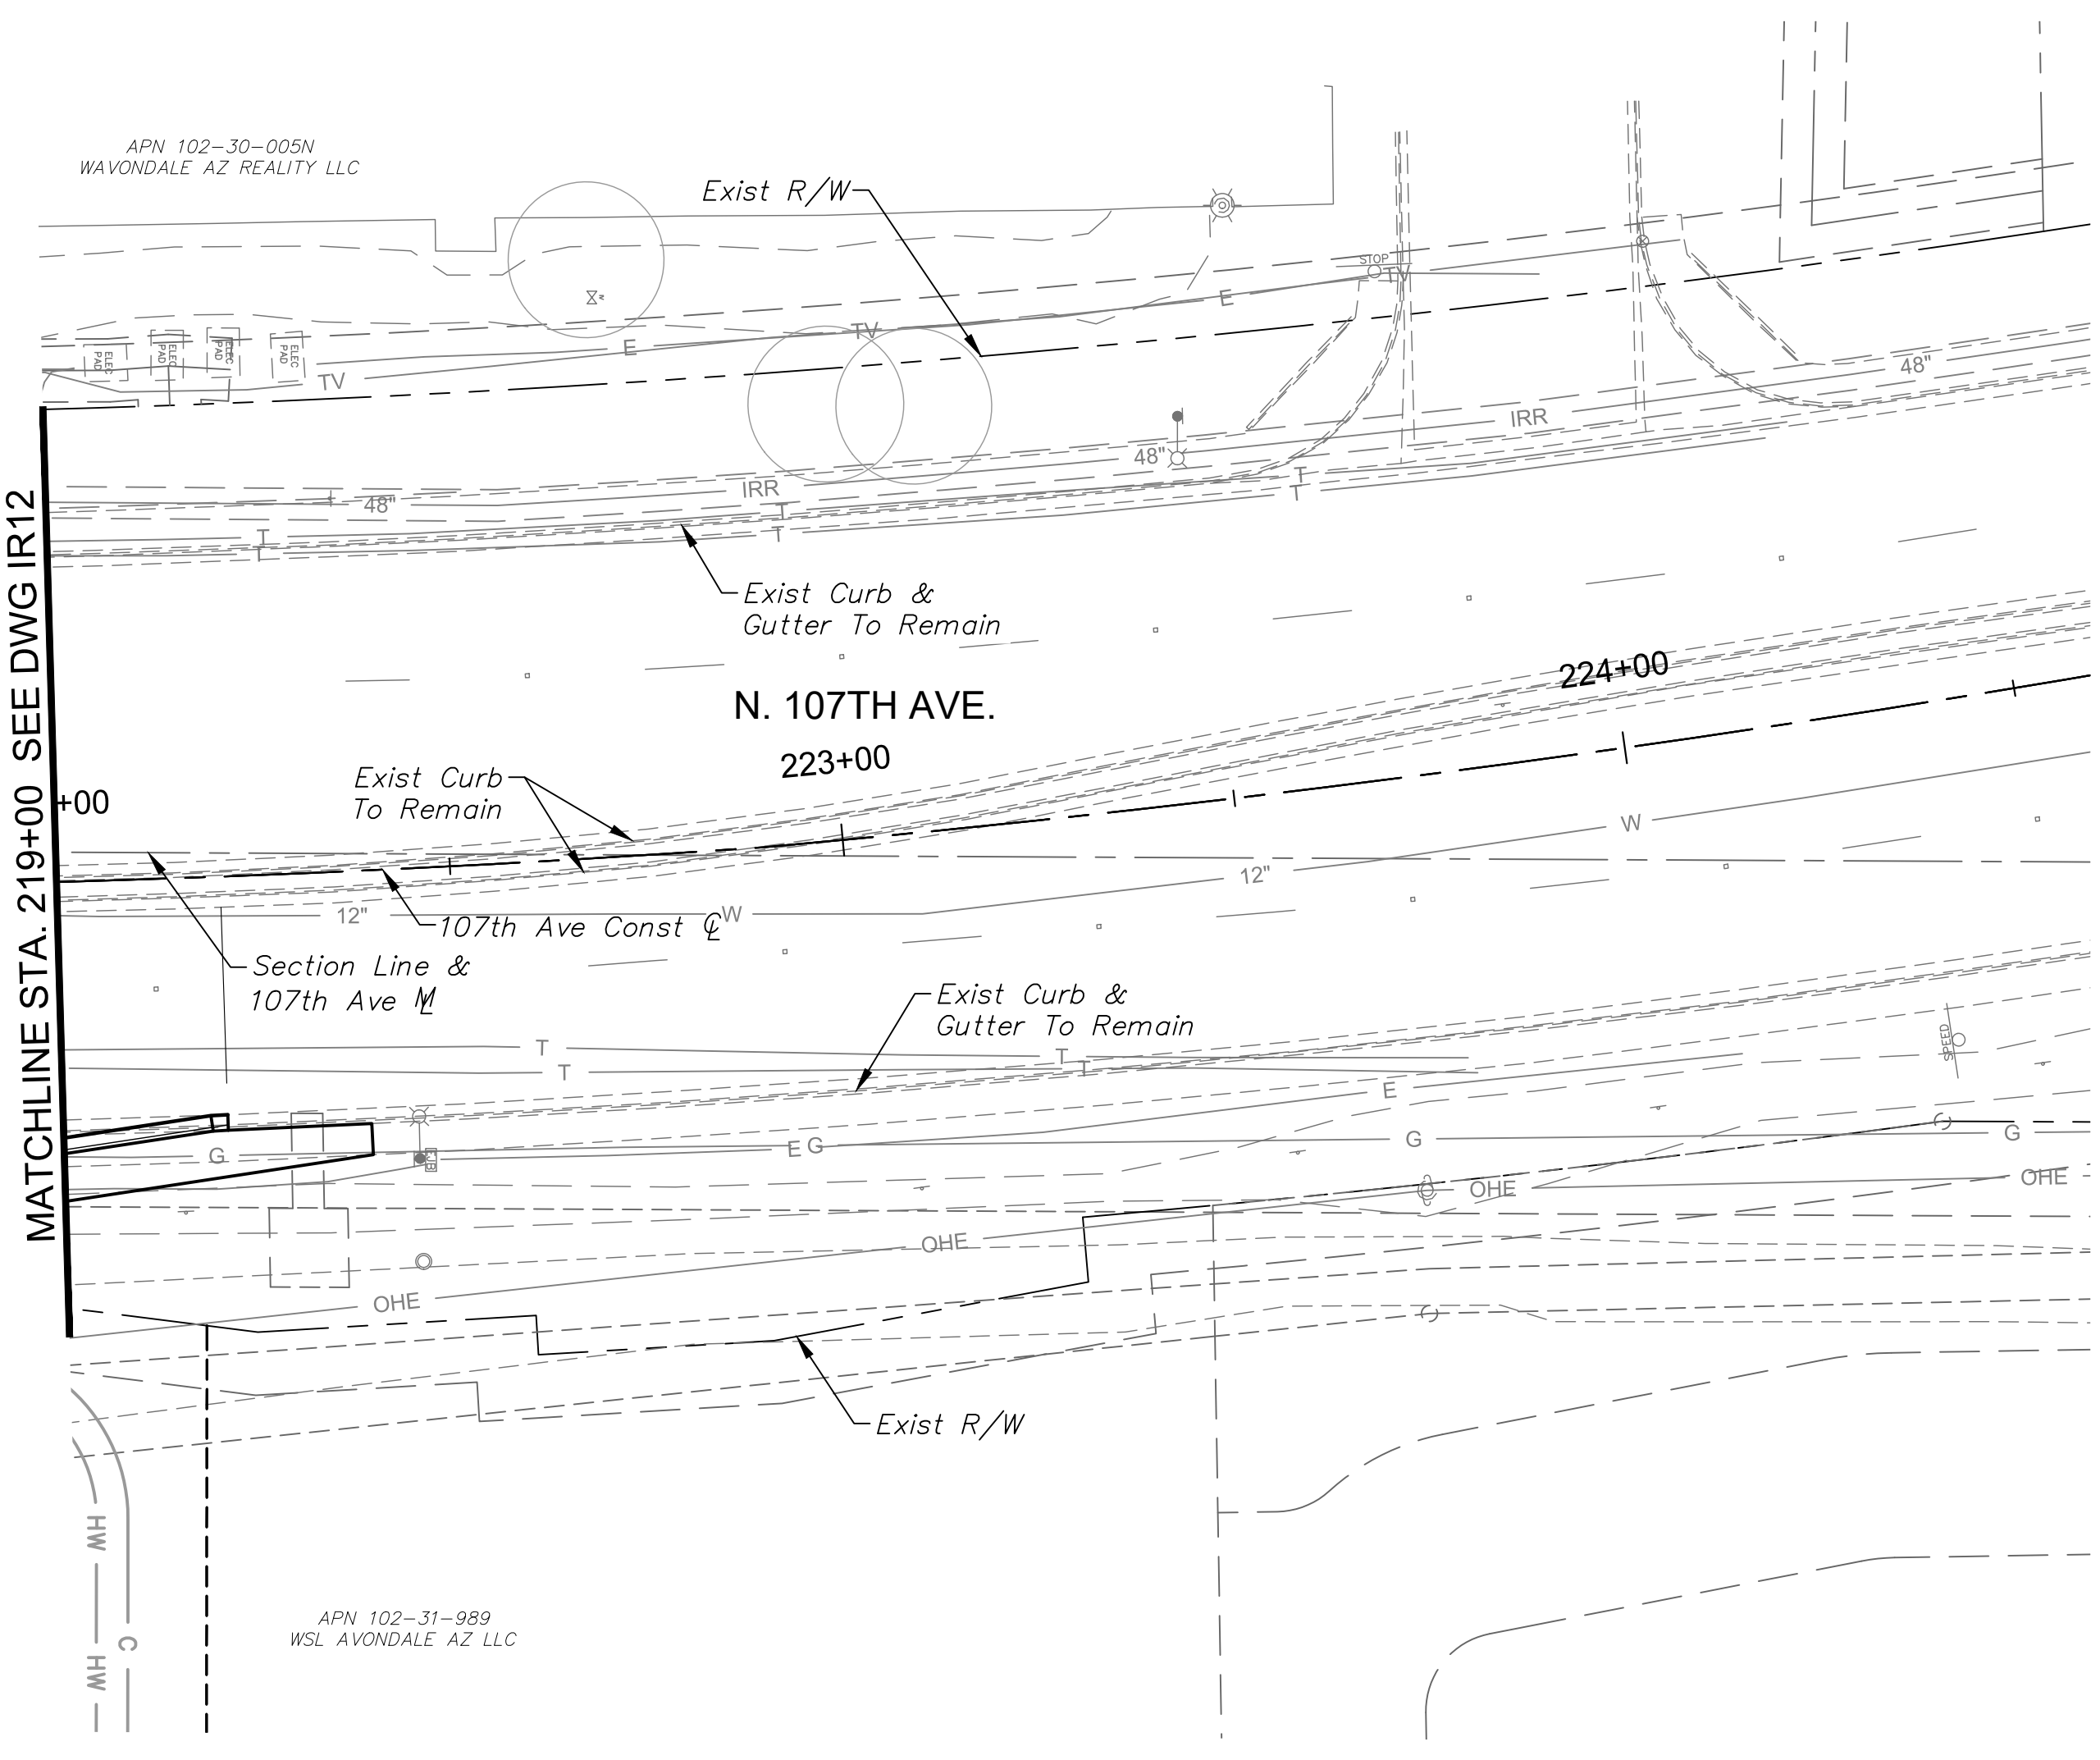 APN 102-30-005N
WAVONDALE AZ REALITY LLC
Exist R/W
STOP
TV
E
TV
E
TV
ELEC
PAD
ELEC
PAD
ELEC
PAD
ELEC
PAD
48"
IRR
48"
IRR
48"
T
T
T
T
T
T
Exist Curb &
Gutter To Remain
MATCHLINE STA. 219+00 SEE DWG IR12
N. 107TH AVE.
224+00
223+00
+00
Exist Curb
To Remain
W
12"
12"
W
107th Ave Const CL
Section Line &
107th Ave ML
Exist Curb &
Gutter To Remain
SPEED
T
T
T
T
E
G
E G
G
G
EJB
OHE
OHE
OHE
OHE
Exist R/W
HW
C
HW
APN 102-31-989
WSL AVONDALE AZ LLC